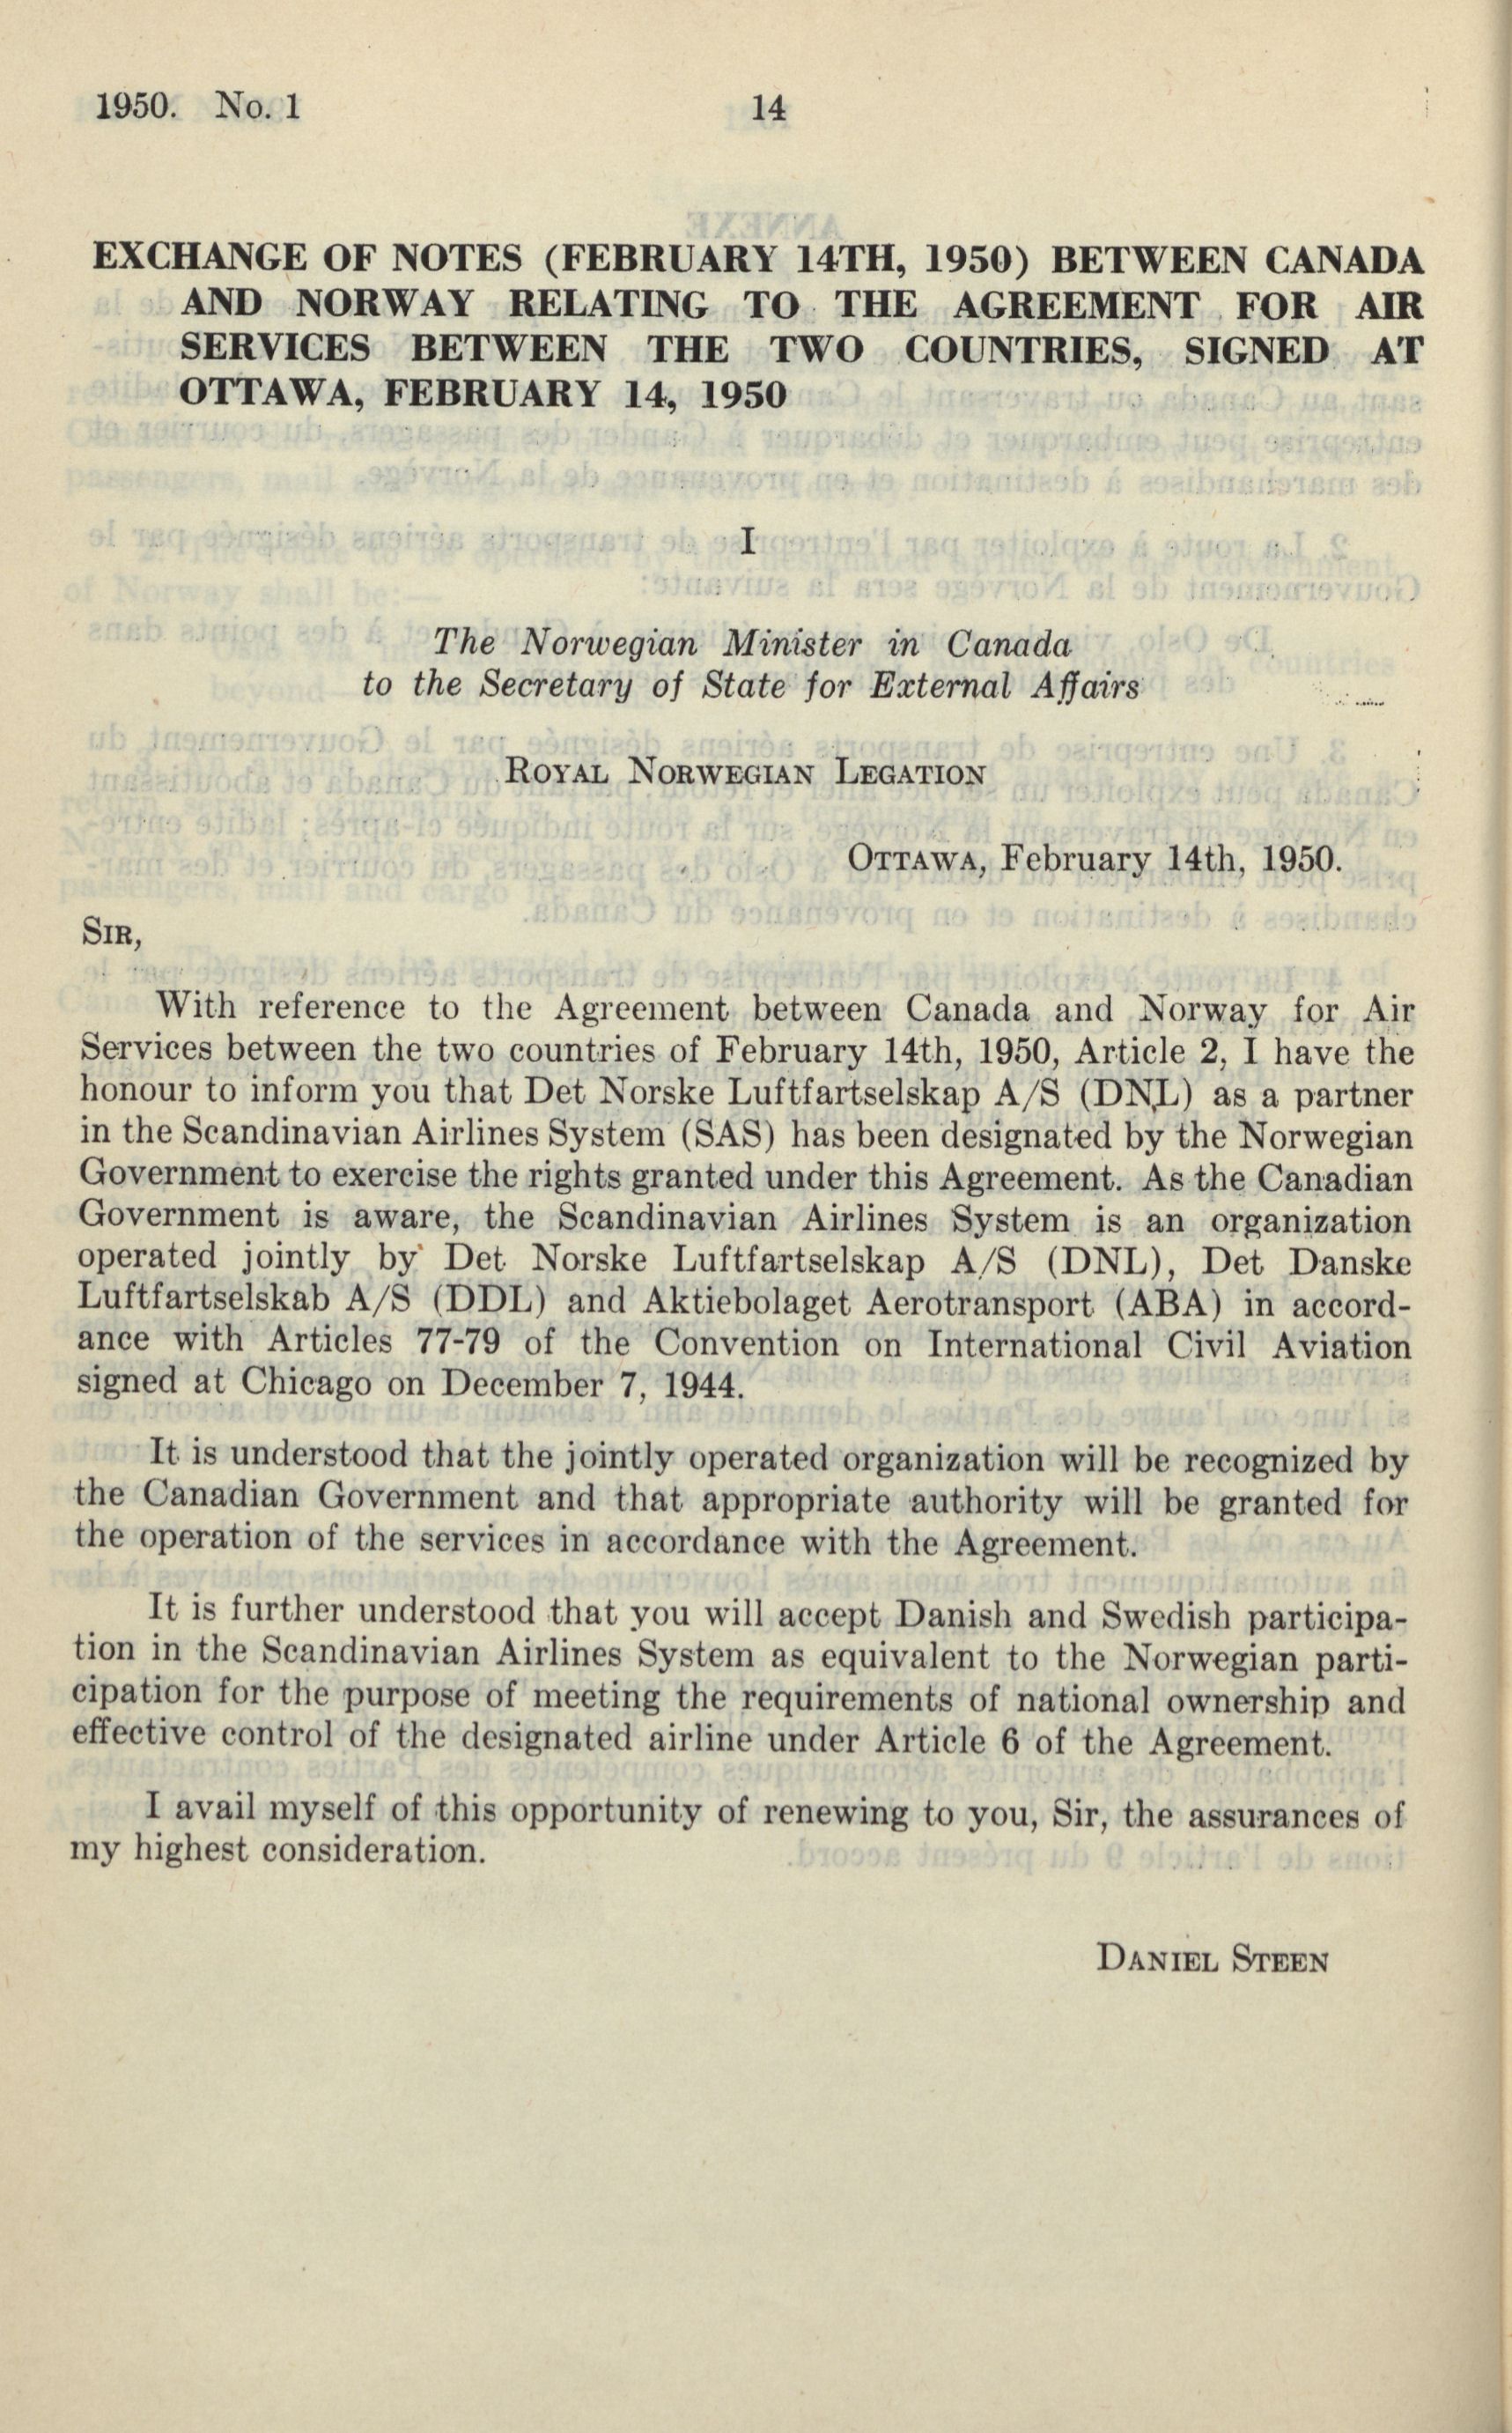 1950. No. 1
14
EXCHANGE OF NOTES (FEBRUARY 14TH, 1950) BETWEEN CANADA
AND NORWAY RELATING TO THE AGREEMENT FOR AIR
SERVICES BETWEEN THE TWO COUNTRIES, SIGNED AT
OTTAWA, FEBRUARY 14, 1950
I
The Norwegian Minister in Canada
to the Secretary of State for External Affairs
ROYAL NORWEGIAN LEGATION
OTTAWA, February 14th, 1950.
SIR,
With reference to the Agreement between Canada and Norway for Air
Services between the two countries of February 14th, 1950, Article 2, I have the
honour to inform you that Det Norske Luftfartselskap A/S (DNL) as a partner
in the Scandinavian Airlines System (SAS) has been designated by the Norwegian
Government to exercise the rights granted under this Agreement. As the Canadian
Government is aware, the Scandinavian Airlines System is an organization
operated jointly by Det Norske Luftfartselskap A/S (DNL), Det Danske
Luftfartselskab A/S (DDL) and Aktiebolaget Aerotransport (ABA) in accord-
ance with Articles 77-79 of the Convention on International Civil Aviation
signed at Chicago on December 7, 1944.
It is understood that the jointly operated organization will be recognized by
the Canadian Government and that appropriate authority will be granted for
the operation of the services in accordance with the Agreement.
It is further understood that you will accept Danish and Swedish participa-
tion in the Scandinavian Airlines System as equivalent to the Norwegian parti-
cipation for the purpose of meeting the requirements of national ownership and
effective control of the designated airline under Article 6 of the Agreement.
I avail myself of this opportunity of renewing to you, Sir, the assurances of
my highest consideration.
DANIEL STEEN